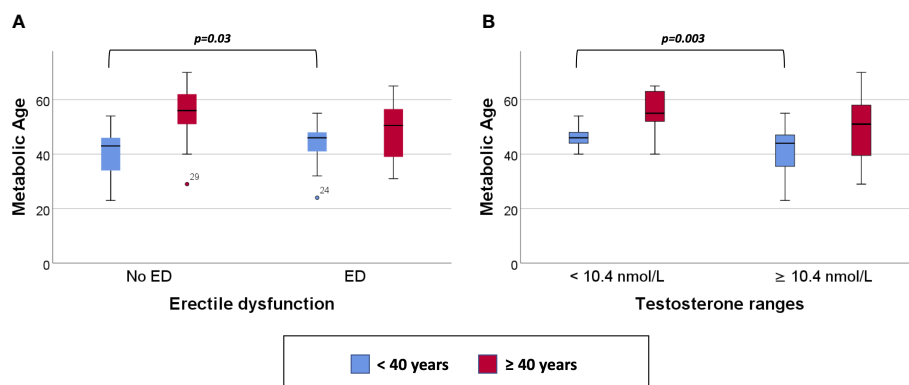 A
p=0.03
Metabolic Age
60
40
20
0
29
24
No ED
ED
Erectile dysfunction
B
p=0.003
Metabolic Age
60
40
20
0
< 10.4 nmol/L
≥ 10.4 nmol/L
Testosterone ranges
< 40 years
≥ 40 years